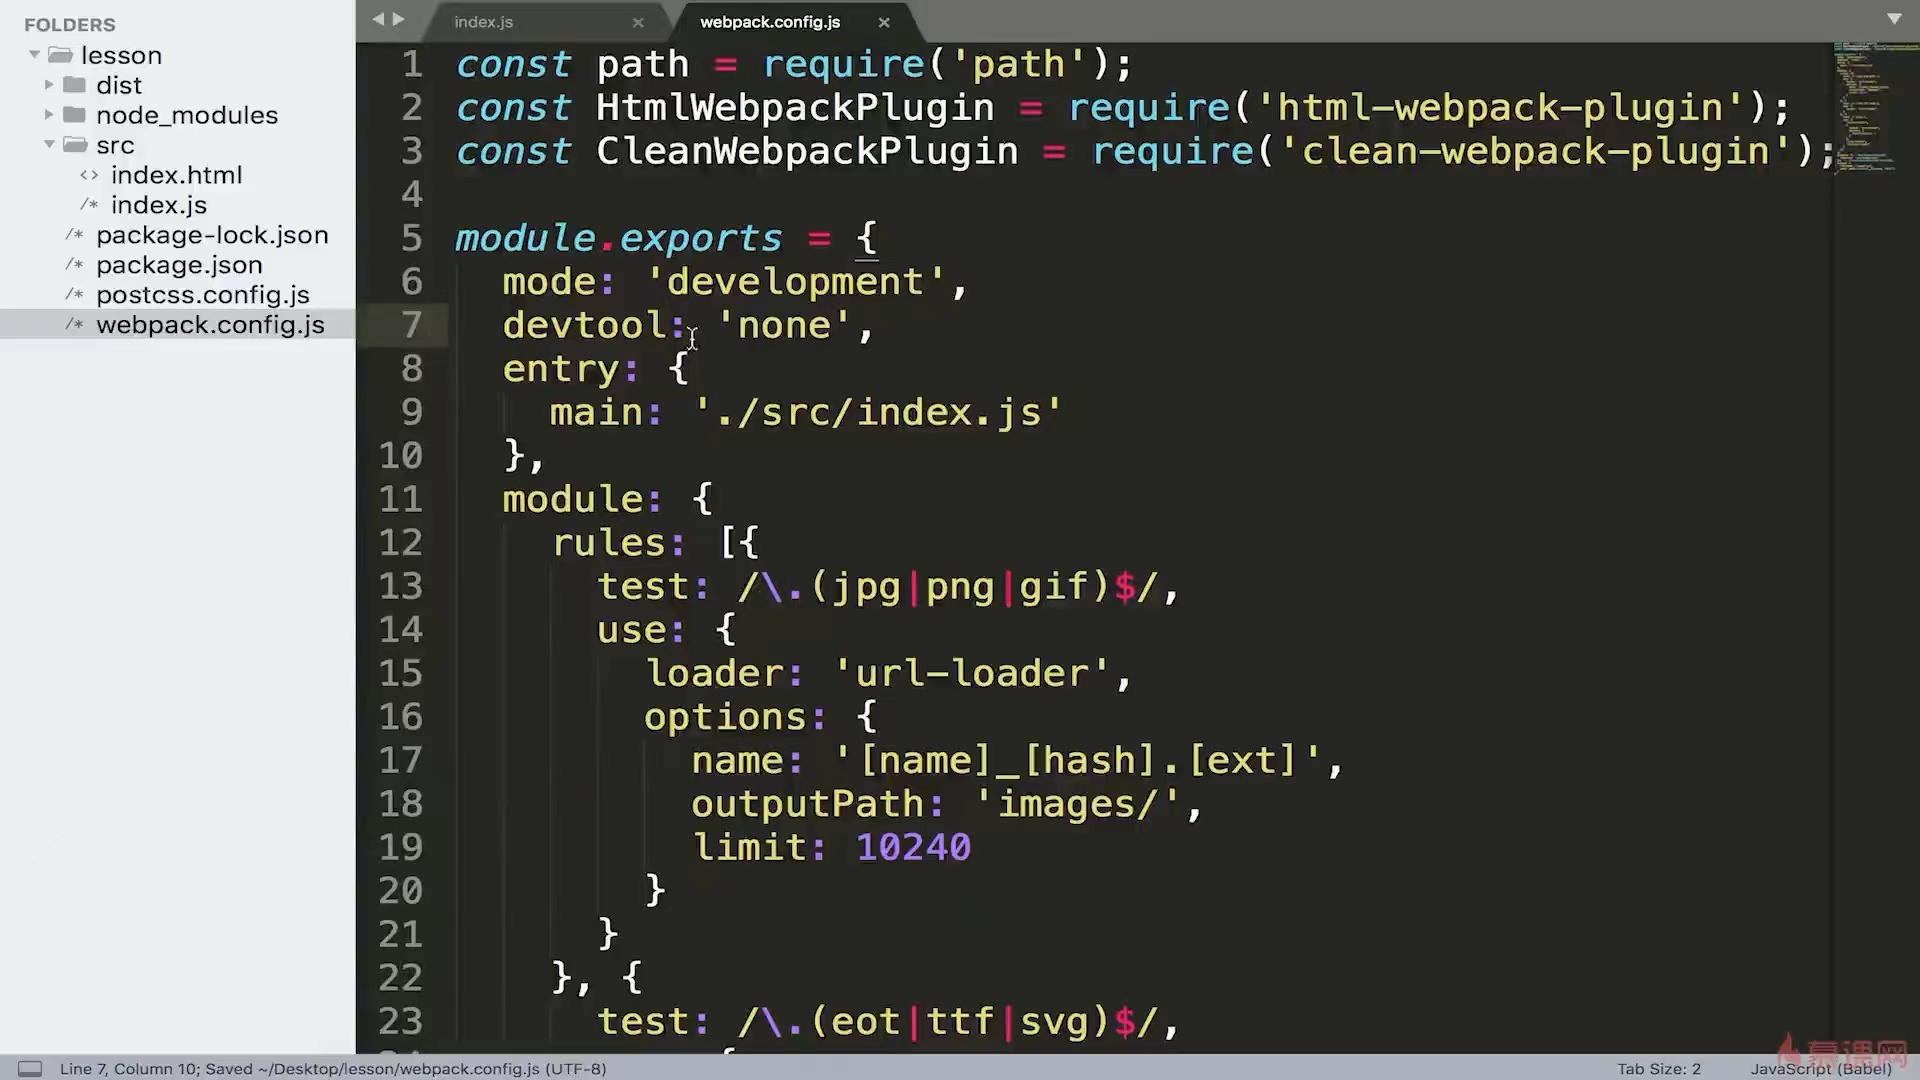 FOLDERS
lesson
dist
node_modules
src
<> index.html
/* index.js
/* package-lock.json
/* package.json
/* postcss.config.js
/* webpack.config.js
index.js ×
webpack.config.js ×
1 const path = require('path');
2 const HtmlWebpackPlugin = require('html-webpack-plugin');
3 const CleanWebpackPlugin = require('clean-webpack-plugin');
4
5 module.exports = {
6 mode: 'development',
7 devtool: 'none',
8 entry: {
9 main: './src/index.js'
10 },
11 module: {
12 rules: [{
13 test: /\.(jpg|png|gif)$/,
14 use: {
15 loader: 'url-loader',
16 options: {
17 name: '[name]_[hash].[ext]',
18 outputPath: 'images/',
19 limit: 10240
20 }
21 }
22 }, {
23 test: /\.(eot|ttf|svg)$/,
Line 7, Column 10; Saved ~/Desktop/lesson/webpack.config.js (UTF-8)
Tab Size: 2
JavaScript (Babel)
慕课网